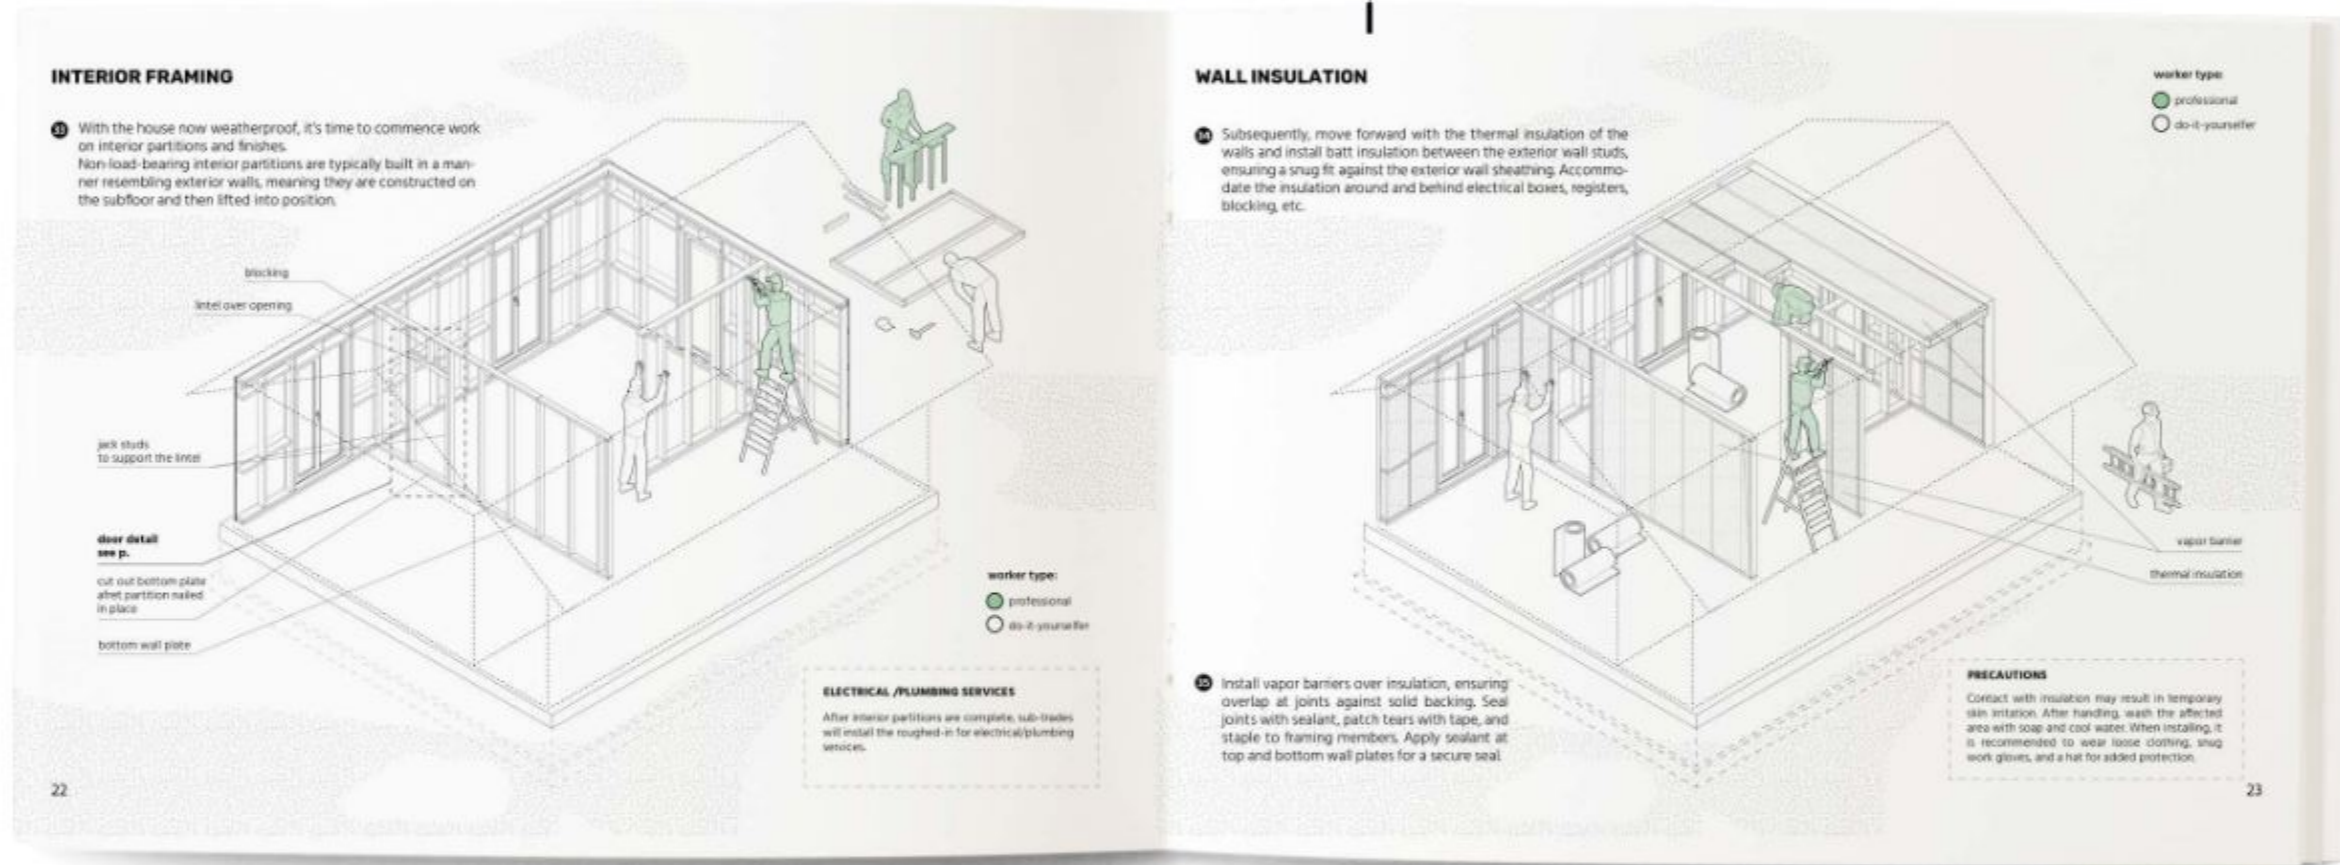 INTERIOR FRAMING
33 With the house now weatherproof, it's time to commence work
on interior partitions and finishes.
Non-load-bearing interior partitions are typically built in a man-
ner resembling exterior walls, meaning they are constructed on
the subfloor and then lifted into position.
blocking
lintel over opening
jack studs
to support the lintel
door detail
see p.
cut out bottom plate
afret partition nailed
in place
bottom wall plate
worker type:
professional
do-it-yourselfer
ELECTRICAL /PLUMBING SERVICES
After interior partitions are complete, sub-trades
will install the roughed-in for electrical/plumbing
services.
22
WALL INSULATION
34 Subsequently, move forward with the thermal insulation of the
walls and install batt insulation between the exterior wall studs,
ensuring a snug fit against the exterior wall sheathing. Accommo-
date the insulation around and behind electrical boxes, registers,
blocking, etc.
worker type:
professional
do-it-yourselfer
vapor barrier
thermal insulation
35 Install vapor barriers over insulation, ensuring
overlap at joints against solid backing. Seal
joints with sealant, patch tears with tape, and
staple to framing members. Apply sealant at
top and bottom wall plates for a secure seal.
PRECAUTIONS
Contact with insulation may result in temporary
skin irritation. After handling, wash the affected
area with soap and cool water. When installing, it
is recommended to wear loose clothing, snug
work gloves, and a hat for added protection.
23